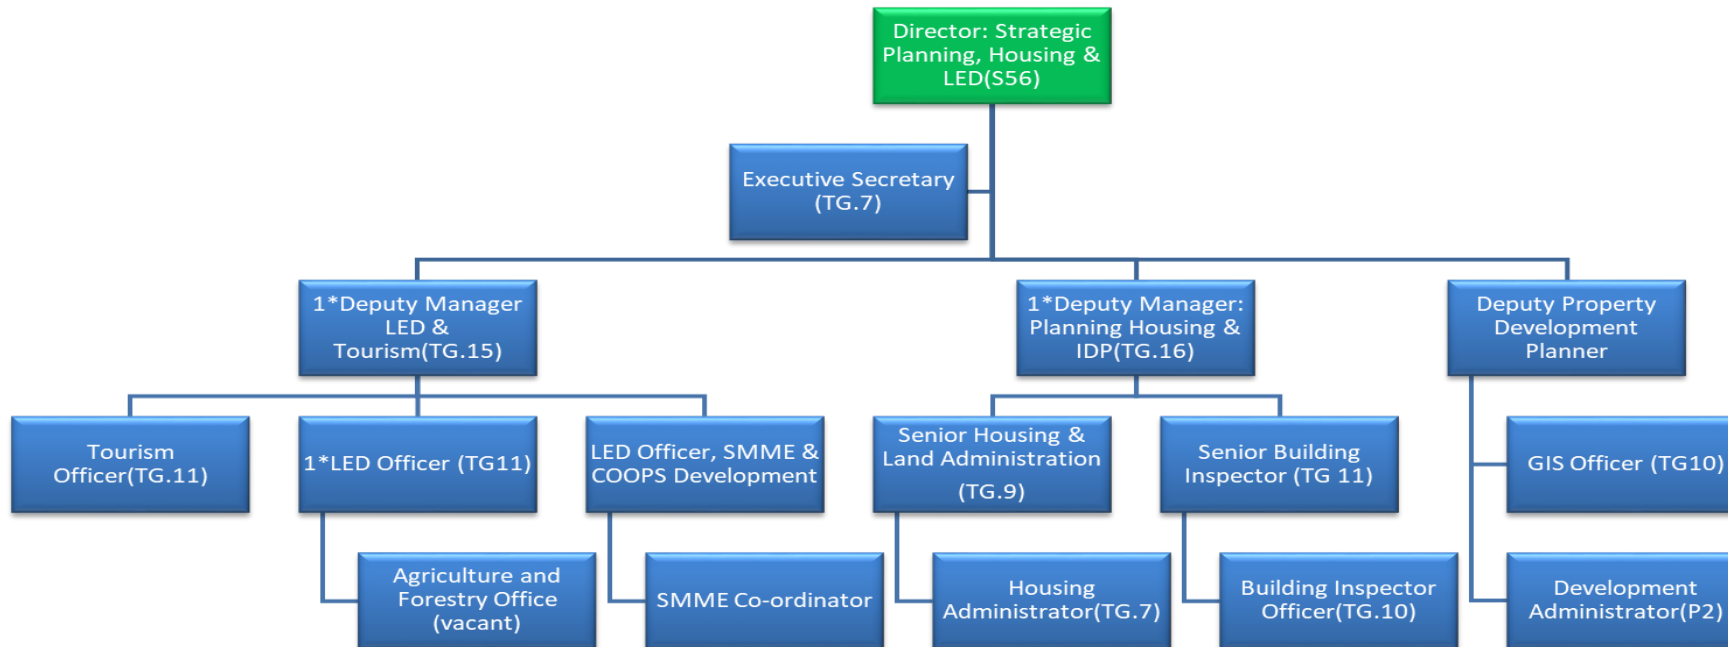 Director: Strategic
Planning, Housing &
LED(S56)
Executive Secretary
(TG.7)
1*Deputy Manager
LED &
Tourism(TG.15)
1*Deputy Manager:
Planning Housing &
IDP(TG.16)
Deputy Property
Development
Planner
Tourism
Officer(TG.11)
1*LED Officer (TG11)
LED Officer, SMME &
COOPS Development
Senior Housing &
Land Administration
(TG.9)
Senior Building
Inspector (TG 11)
GIS Officer (TG10)
Agriculture and
Forestry Office
(vacant)
SMME Co-ordinator
Housing
Administrator(TG.7)
Building Inspector
Officer(TG.10)
Development
Administrator(P2)